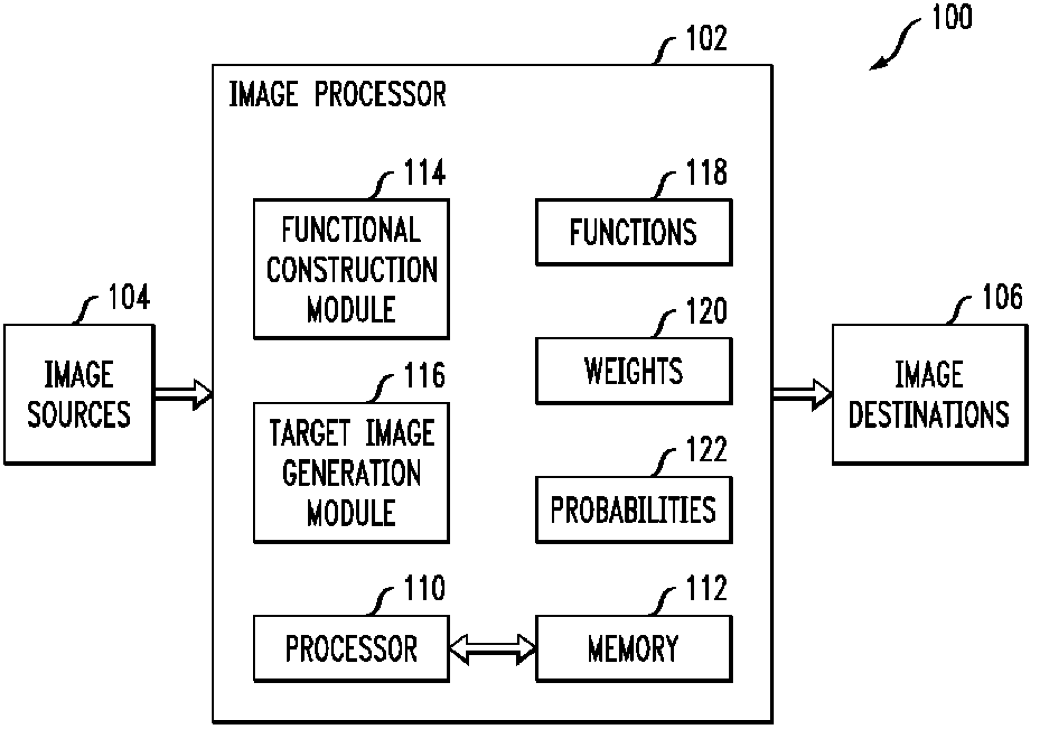 100
102
IMAGE PROCESSOR
114
FUNCTIONAL
CONSTRUCTION
MODULE
118
FUNCTIONS
104
IMAGE
SOURCES
120
WEIGHTS
106
IMAGE
DESTINATIONS
116
TARGET IMAGE
GENERATION
MODULE
122
PROBABILITIES
110
PROCESSOR
112
MEMORY